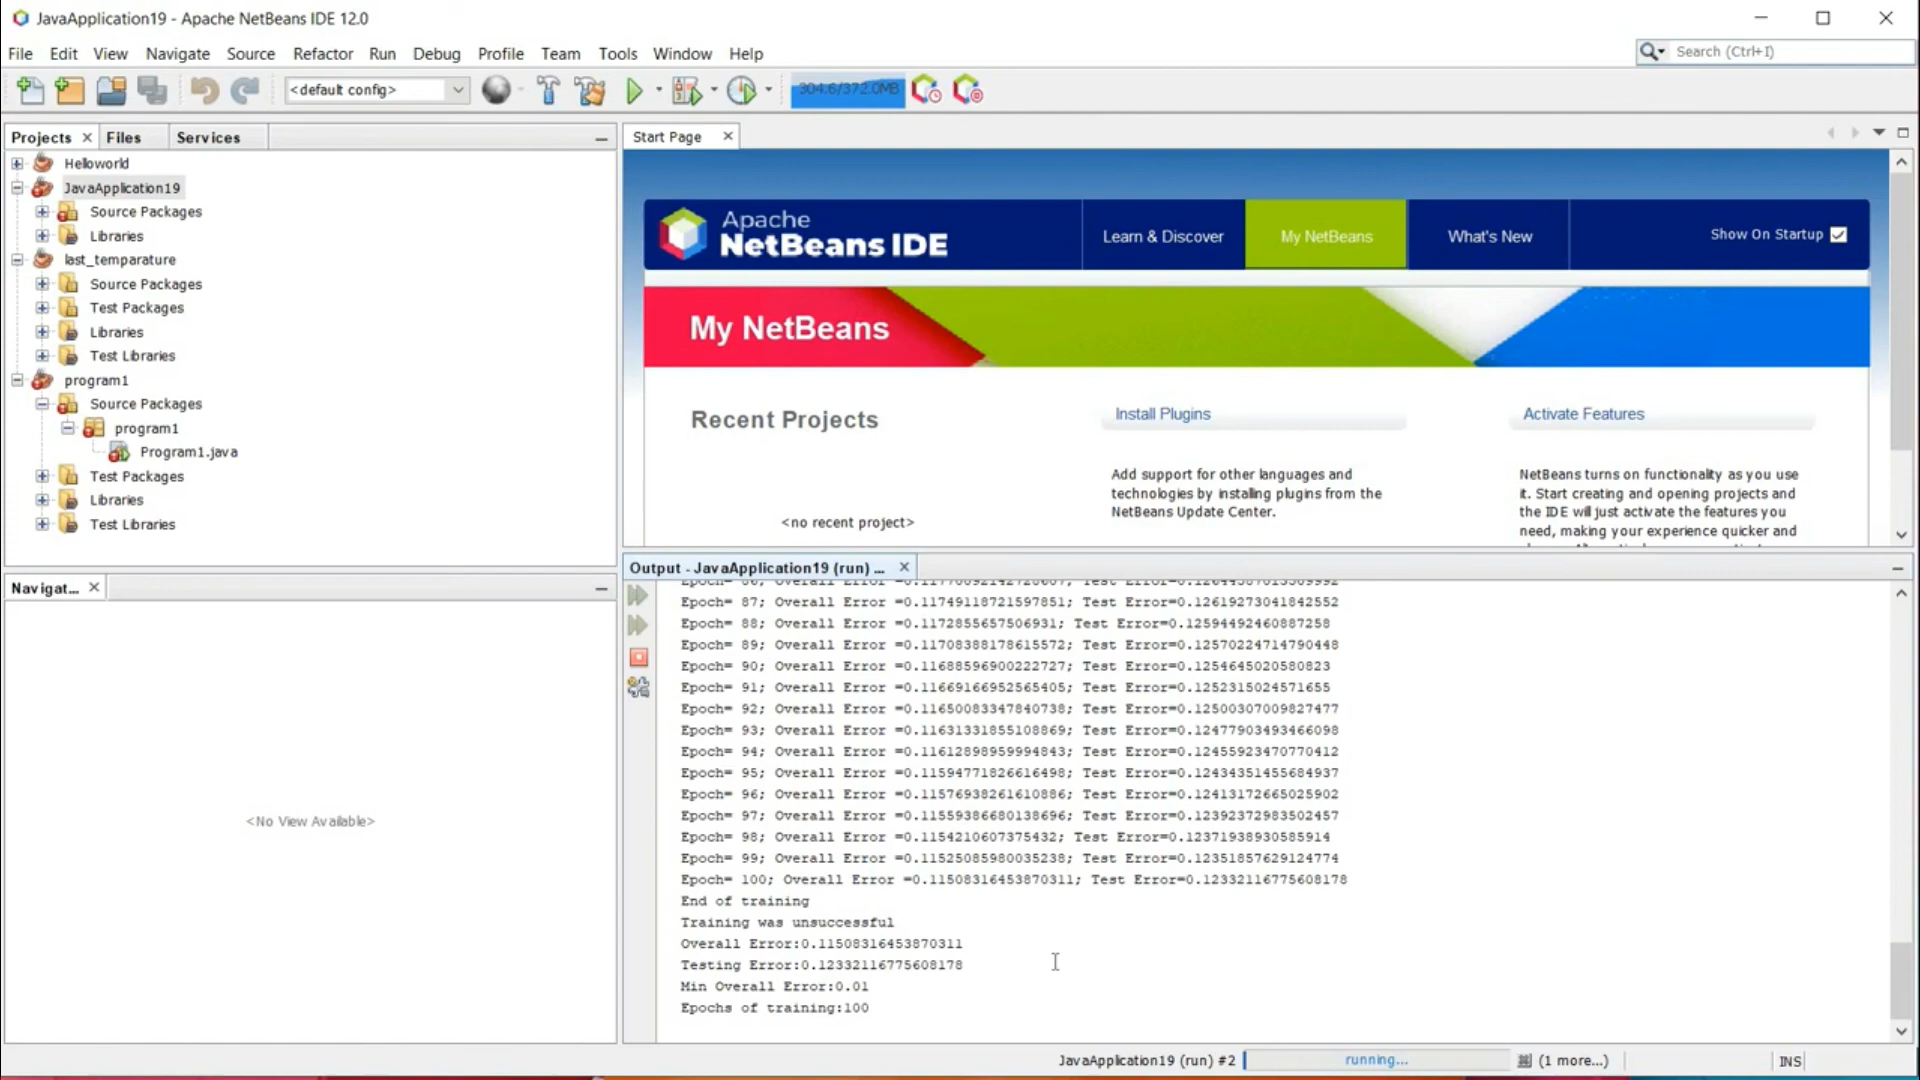 JavaApplication19 - Apache NetBeans IDE 12.0
File Edit View Navigate Source Refactor Run Debug Profile Team Tools Window Help
Search (Ctrl+I)
<default config>
304.6/372.0MB
Projects Files Services
Helloworld
JavaApplication19
Source Packages
Libraries
last_temparature
Source Packages
Test Packages
Libraries
Test Libraries
program1
Source Packages
program1
Program1.java
Test Packages
Libraries
Test Libraries
Navigat...
<No View Available>
Start Page
Apache
NetBeans IDE
Learn & Discover
My NetBeans
What's New
Show On Startup
My NetBeans
Recent Projects
<no recent project>
Install Plugins
Add support for other languages and
technologies by installing plugins from the
NetBeans Update Center.
Activate Features
NetBeans turns on functionality as you use
it. Start creating and opening projects and
the IDE will just activate the features you
need, making your experience quicker and
Output - JavaApplication19 (run) ...
Epoch= 87; Overall Error =0.11749118721597851; Test Error=0.12619273041842552
Epoch= 88; Overall Error =0.1172855657506931; Test Error=0.12594492460887258
Epoch= 89; Overall Error =0.11708388178615572; Test Error=0.12570224714790448
Epoch= 90; Overall Error =0.11688596900222727; Test Error=0.1254645020580823
Epoch= 91; Overall Error =0.11669166952565405; Test Error=0.1252315024571655
Epoch= 92; Overall Error =0.11650083347840738; Test Error=0.12500307009827477
Epoch= 93; Overall Error =0.11631331855108869; Test Error=0.12477903493466098
Epoch= 94; Overall Error =0.11612898959994843; Test Error=0.12455923470770412
Epoch= 95; Overall Error =0.11594771826616498; Test Error=0.12434351455684937
Epoch= 96; Overall Error =0.11576938261610886; Test Error=0.12413172665025902
Epoch= 97; Overall Error =0.11559386680138696; Test Error=0.12392372983502457
Epoch= 98; Overall Error =0.1154210607375432; Test Error=0.12371938930585914
Epoch= 99; Overall Error =0.11525085980035238; Test Error=0.12351857629124774
Epoch= 100; Overall Error =0.11508316453870311; Test Error=0.12332116775608178
End of training
Training was unsuccessful
Overall Error:0.11508316453870311
Testing Error:0.12332116775608178
Min Overall Error:0.01
Epochs of training:100
JavaApplication19 (run) #2
running...
(1 more...)
INS